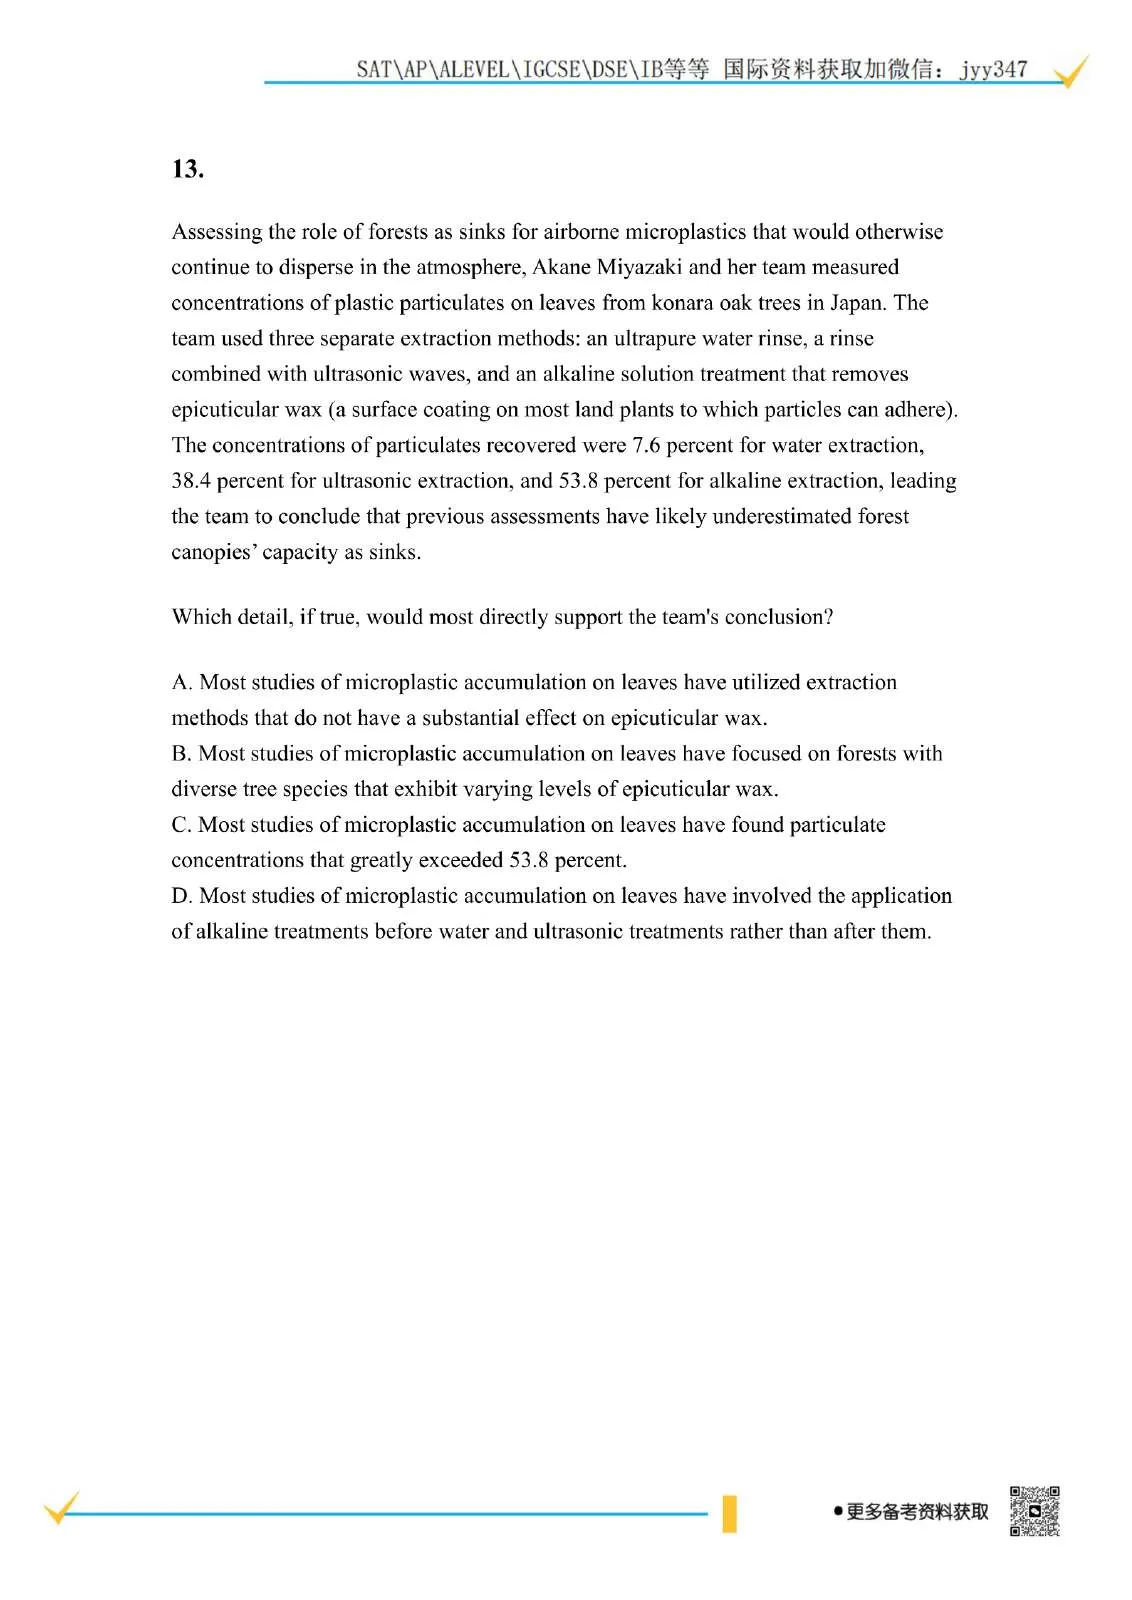 SAT\AP\ALEVEL\IGCSE\DSE\IB等等 国际资料获取加微信：jyy347
13.
Assessing the role of forests as sinks for airborne microplastics that would otherwise
continue to disperse in the atmosphere, Akane Miyazaki and her team measured
concentrations of plastic particulates on leaves from konara oak trees in Japan. The
team used three separate extraction methods: an ultrapure water rinse, a rinse
combined with ultrasonic waves, and an alkaline solution treatment that removes
epicuticular wax (a surface coating on most land plants to which particles can adhere).
The concentrations of particulates recovered were 7.6 percent for water extraction,
38.4 percent for ultrasonic extraction, and 53.8 percent for alkaline extraction, leading
the team to conclude that previous assessments have likely underestimated forest
canopies’ capacity as sinks.
Which detail, if true, would most directly support the team's conclusion?
A. Most studies of microplastic accumulation on leaves have utilized extraction
methods that do not have a substantial effect on epicuticular wax.
B. Most studies of microplastic accumulation on leaves have focused on forests with
diverse tree species that exhibit varying levels of epicuticular wax.
C. Most studies of microplastic accumulation on leaves have found particulate
concentrations that greatly exceeded 53.8 percent.
D. Most studies of microplastic accumulation on leaves have involved the application
of alkaline treatments before water and ultrasonic treatments rather than after them.
•更多备考资料获取